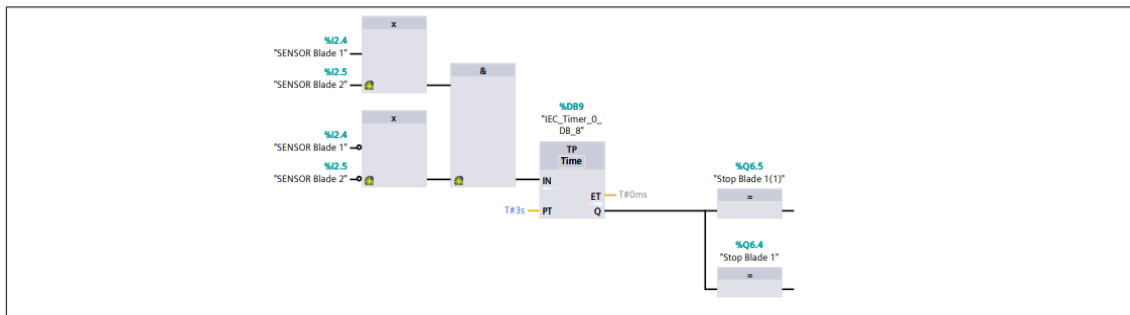 x
%I2.4
"SENSOR Blade 1"
%I2.5
"SENSOR Blade 2"
&
x
%I2.4
"SENSOR Blade 1"
%I2.5
"SENSOR Blade 2"
%DB9
"IEC_Timer_0_
DB_8"
TP
Time
IN
ET T#0ms
T#3s PT Q
%Q6.5
"Stop Blade 1(1)"
=
%Q6.4
"Stop Blade 1"
=